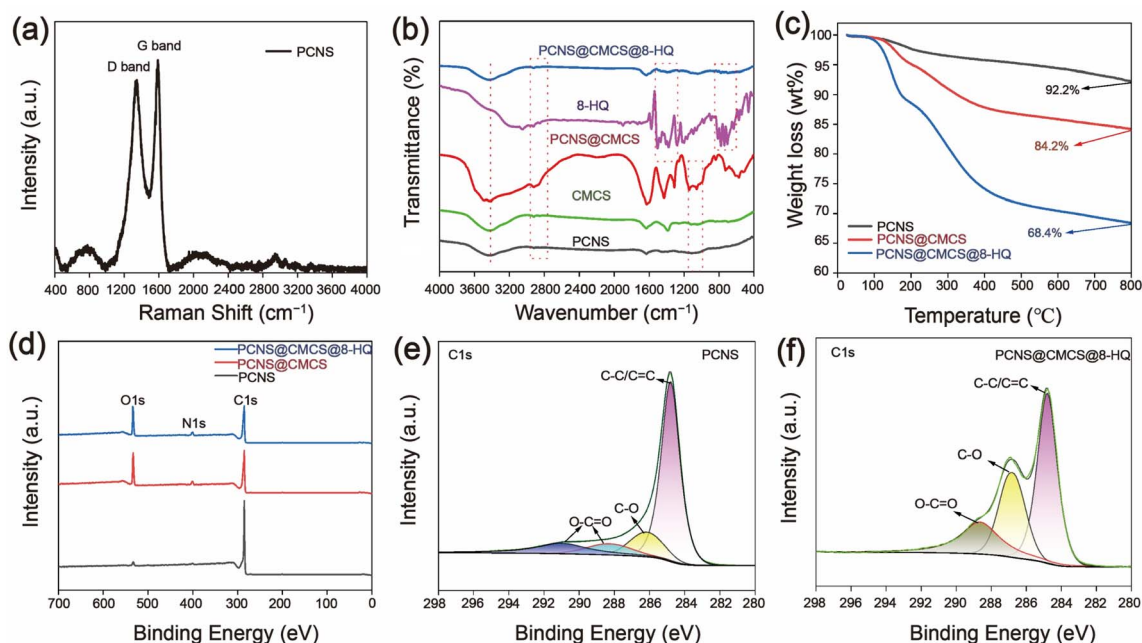 (a)
G band
D band
PCNS
Intensity (a.u.)
400 800 1200 1600 2000 2400 2800 3200 3600 4000
Raman Shift (cm⁻¹)
(b)
PCNS@CMCS@8-HQ
8-HQ
PCNS@CMCS
CMCS
PCNS
Transmittance (%)
4000 3600 3200 2800 2400 2000 1600 1200 800 400
Wavenumber (cm⁻¹)
(c)
100
95
90
85
80
75
70
65
60
Weight loss (wt%)
92.2%
84.2%
68.4%
PCNS
PCNS@CMCS
PCNS@CMCS@8-HQ
0 100 200 300 400 500 600 700 800
Temperature (℃)
(d)
PCNS@CMCS@8-HQ
PCNS@CMCS
PCNS
O1s
N1s
C1s
Intensity (a.u.)
700 600 500 400 300 200 100 0
Binding Energy (eV)
(e)
C1s
PCNS
C-C/C=C
C-O
O-C=O
Intensity (a.u.)
298 296 294 292 290 288 286 284 282 280
Binding Energy (eV)
(f)
C1s
PCNS@CMCS@8-HQ
C-C/C=C
C-O
O-C=O
Intensity (a.u.)
298 296 294 292 290 288 286 284 282 280
Binding Energy (eV)